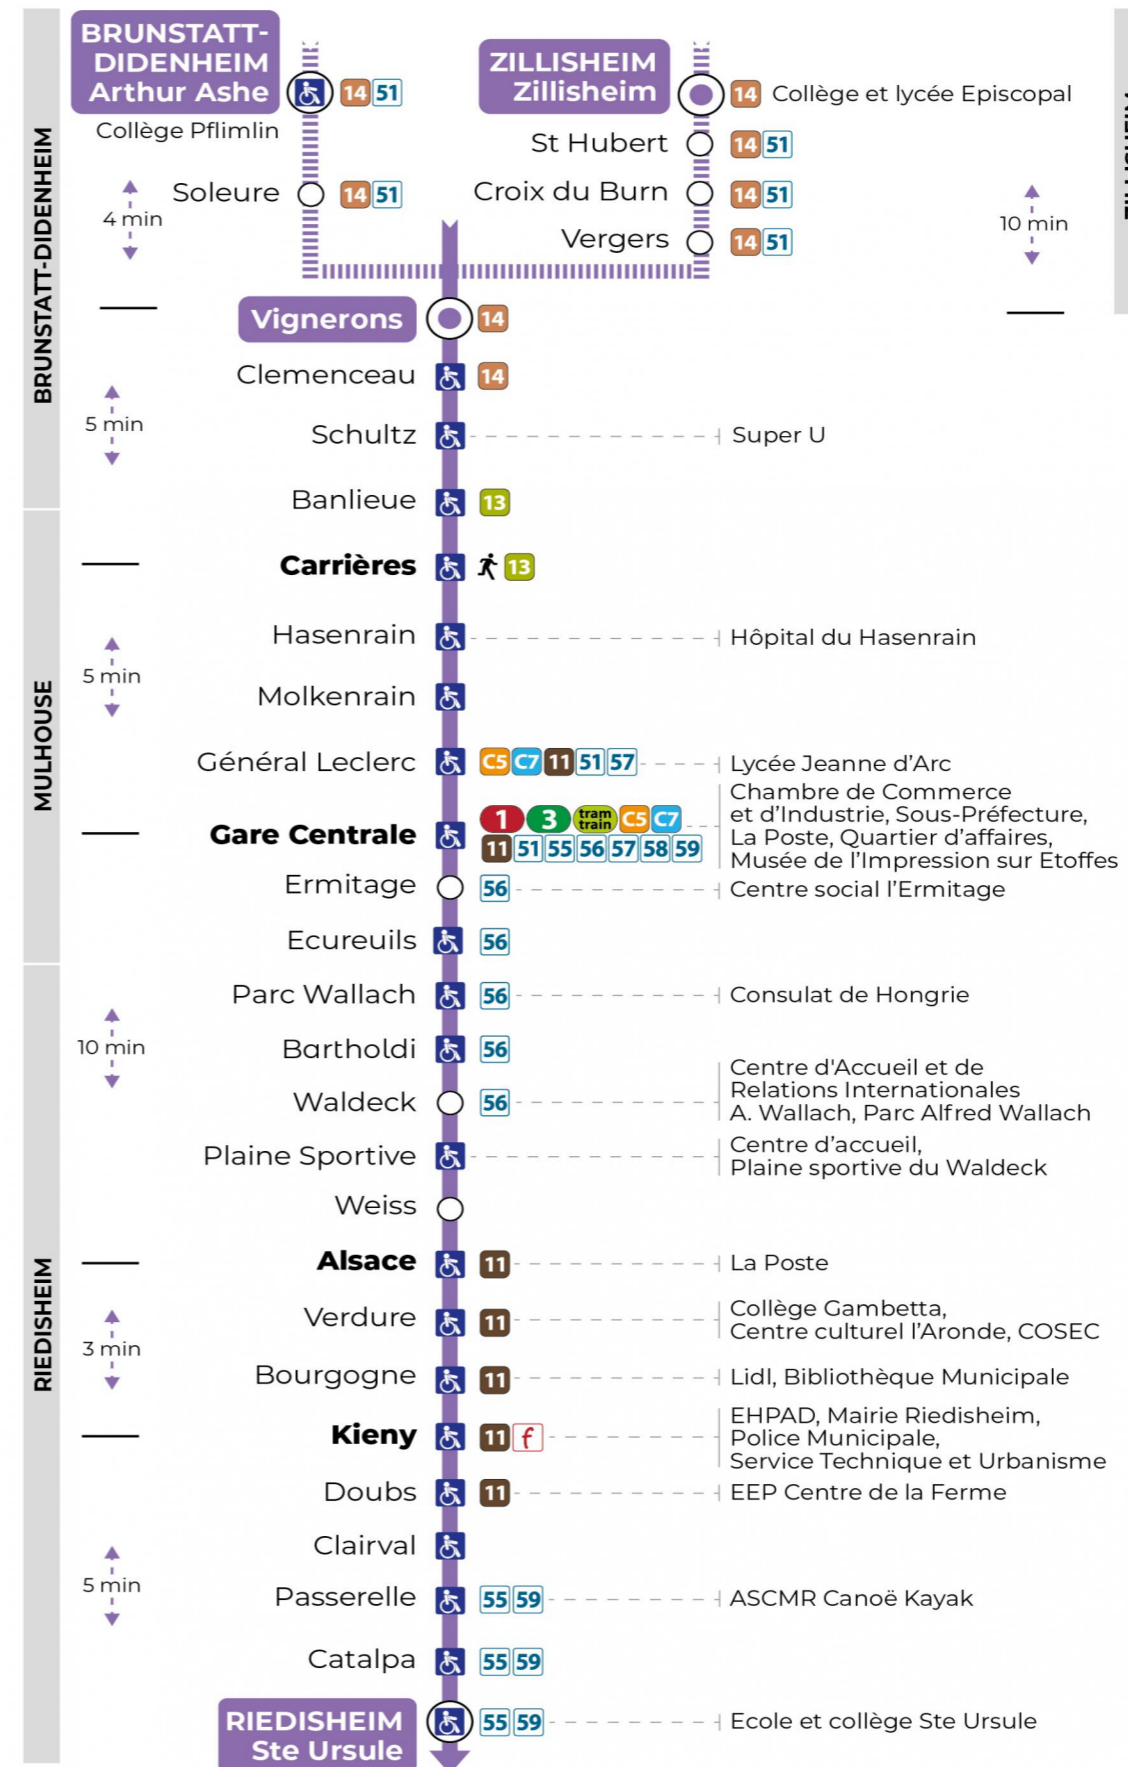 BRUNSTATT-
DIDENHEIM
Arthur Ashe
14 51
Collège Pflimlin
ZILLISHEIM
Zillisheim
14 Collège et lycée Episcopal
St Hubert 14 51
Soleure 14 51
Croix du Burn 14 51
Vergers 14 51
4 min
10 min
BRUNSTATT-DIDENHEIM
ZILLISHEIM
Vignerons 14
Clemenceau 14
5 min
Schultz Super U
Banlieue 13
MULHOUSE
Carrières 13
Hasenrain Hôpital du Hasenrain
5 min
Molkenrain
Général Leclerc C5 C7 11 51 57 Lycée Jeanne d’Arc
Gare Centrale 1 3 tram train C5 C7
11 51 55 56 57 58 59
Chambre de Commerce
et d’Industrie, Sous-Préfecture,
La Poste, Quartier d’affaires,
Musée de l’Impression sur Etoffes
Ermitage 56 Centre social l’Ermitage
Ecureuils 56
RIEDISHEIM
Parc Wallach 56 Consulat de Hongrie
10 min
Bartholdi 56
Waldeck 56
Centre d'Accueil et de
Relations Internationales
A. Wallach, Parc Alfred Wallach
Plaine Sportive
Centre d’accueil,
Plaine sportive du Waldeck
Weiss
Alsace 11 La Poste
Verdure 11
Collège Gambetta,
Centre culturel l’Aronde, COSEC
3 min
Bourgogne 11 Lidl, Bibliothèque Municipale
Kieny 11 f
EHPAD, Mairie Riedisheim,
Police Municipale,
Service Technique et Urbanisme
Doubs 11 EEP Centre de la Ferme
Clairval
5 min
Passerelle 55 59 ASCMR Canoë Kayak
Catalpa 55 59
RIEDISHEIM
Ste Ursule
55 59 Ecole et collège Ste Ursule